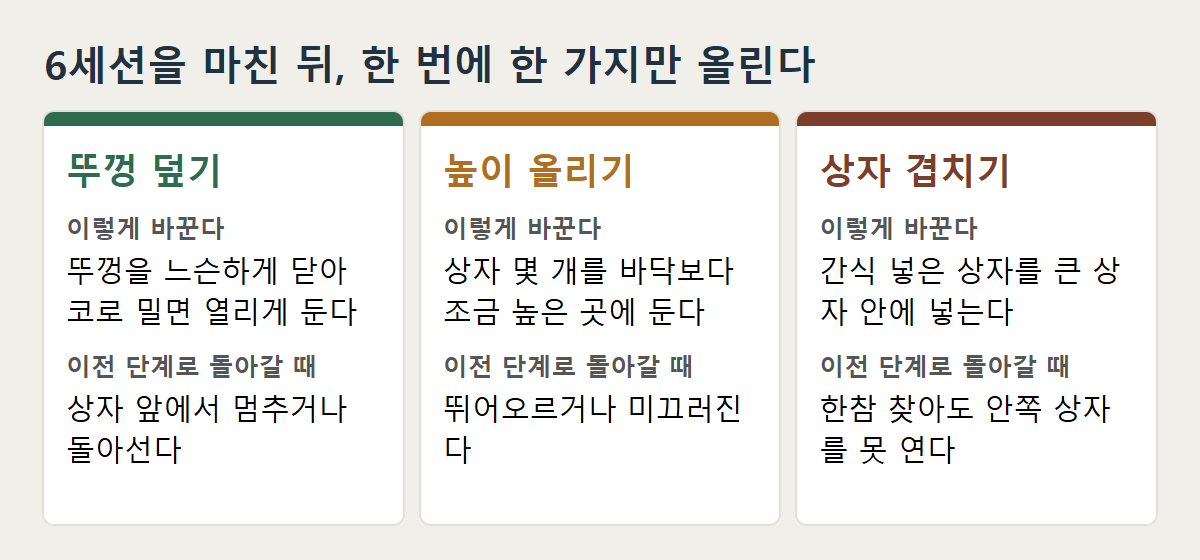 6세션을 마친 뒤, 한 번에 한 가지만 올린다
뚜껑 덮기
이렇게 바꾼다
뚜껑을 느슨하게 닫아
코로 밀면 열리게 둔다
이전 단계로 돌아갈 때
상자 앞에서 멈추거나
돌아선다
높이 올리기
이렇게 바꾼다
상자 몇 개를 바닥보다
조금 높은 곳에 둔다
이전 단계로 돌아갈 때
뛰어오르거나 미끄러진
다
상자 겹치기
이렇게 바꾼다
간식 넣은 상자를 큰 상
자 안에 넣는다
이전 단계로 돌아갈 때
한참 찾아도 안쪽 상자
를 못 연다